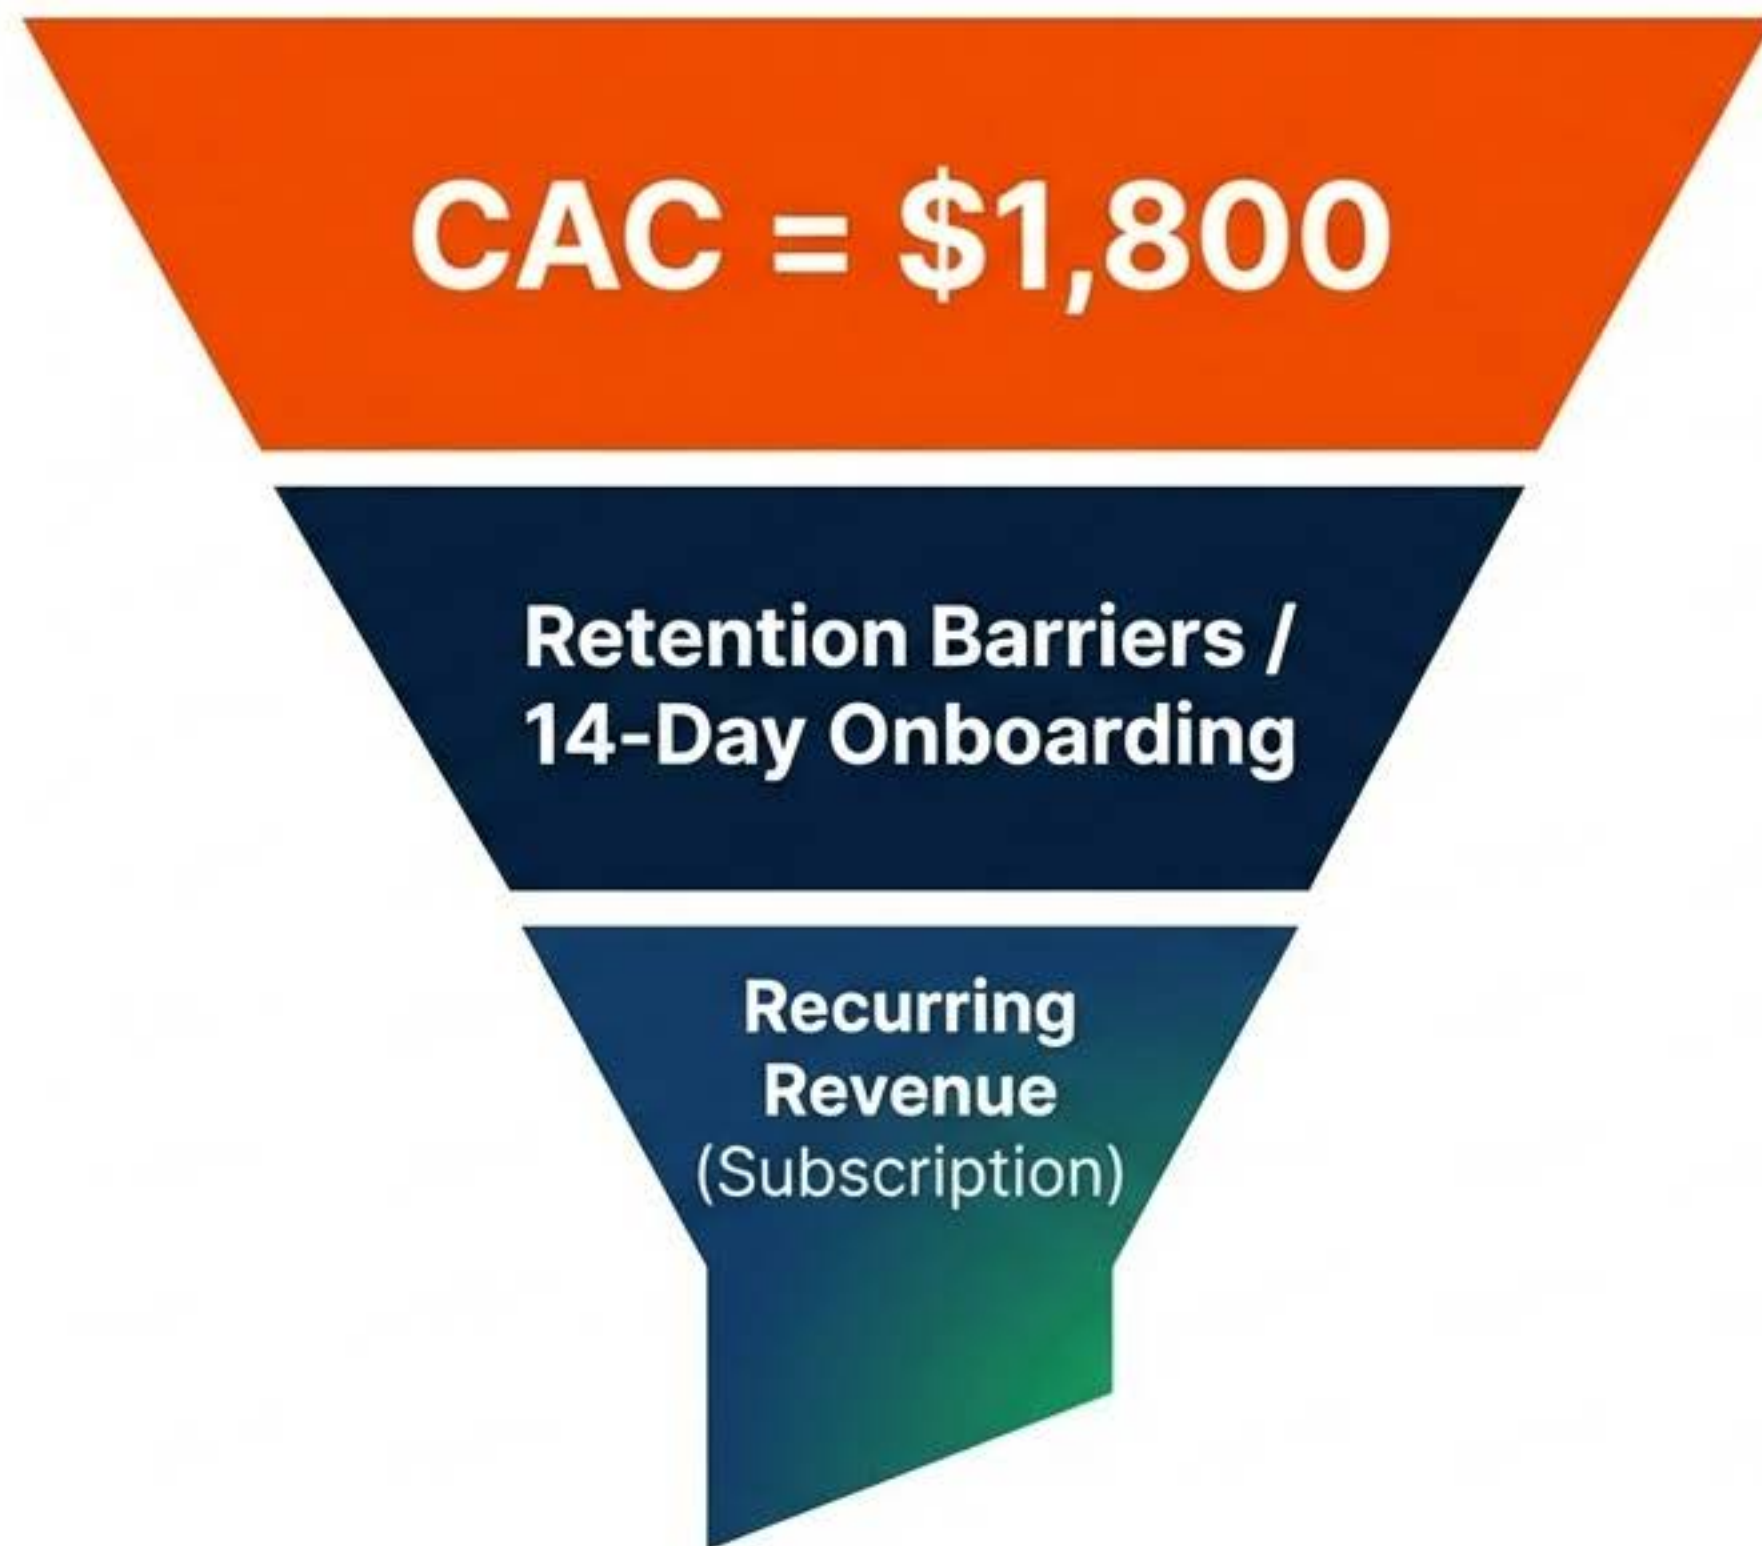 CAC = $1,800
Retention Barriers /
14-Day Onboarding
Recurring
Revenue
(Subscription)